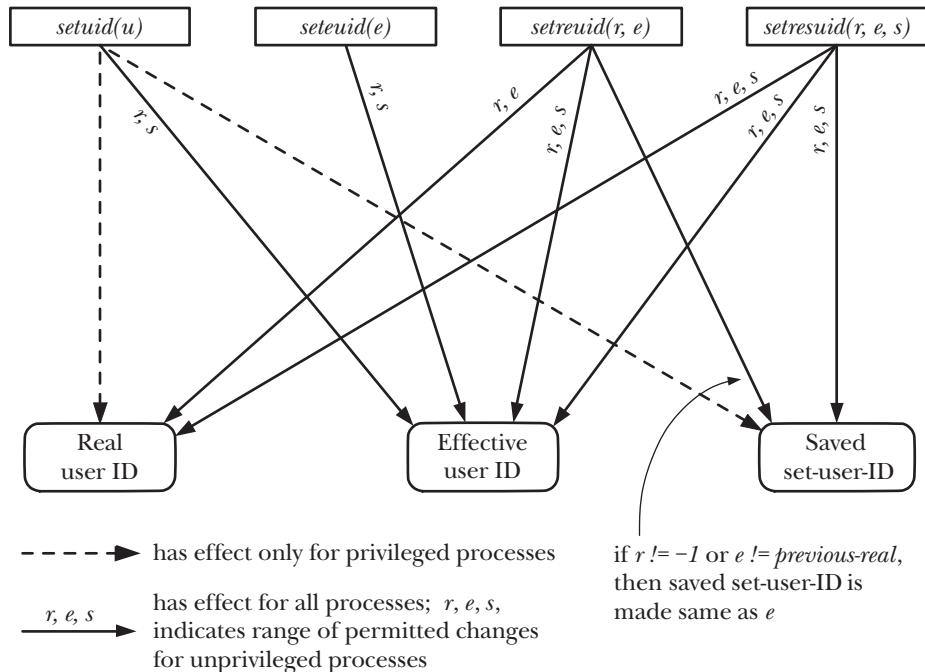 setuid(u)
seteuid(e)
setreuid(r, e)
setresuid(r, e, s)
r, s
r, s
r, e
r, e, s
r, e, s
r, e, s
r, e, s
Real
user ID
Effective
user ID
Saved
set-user-ID
has effect only for privileged processes
r, e, s
has effect for all processes; r, e, s,
indicates range of permitted changes
for unprivileged processes
if r != −1 or e != previous-real,
then saved set-user-ID is
made same as e